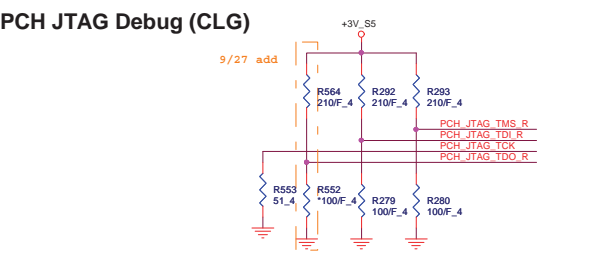 PCH JTAG Debug (CLG)
+3V_S5
9/27 add
R564
210/F_4
R292
210/F_4
R293
210/F_4
PCH_JTAG_TMS_R
PCH_JTAG_TDI_R
PCH_JTAG_TCK
PCH_JTAG_TDO_R
R553
51_4
R552
*100/F_4
R279
100/F_4
R280
100/F_4